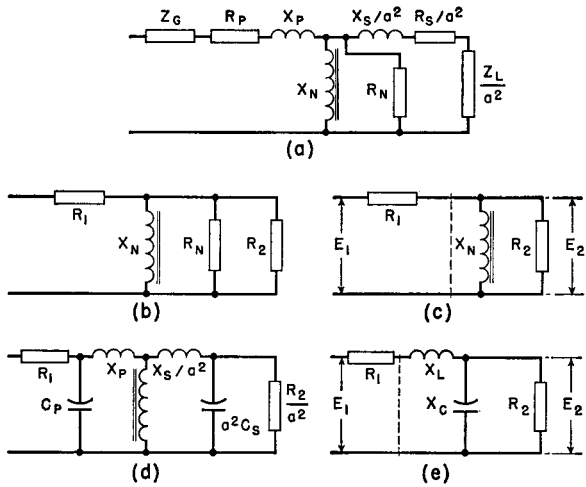 Z_G R_P X_P X_S/a² R_S/a²
X_N R_N Z_L/a²
(a)
R_1 X_N R_N R_2
(b)
E_1 R_1 X_N R_2 E_2
(c)
R_1 X_P X_S/a²
C_P a²C_S R_2/a²
(d)
E_1 R_1 X_L X_C R_2 E_2
(e)